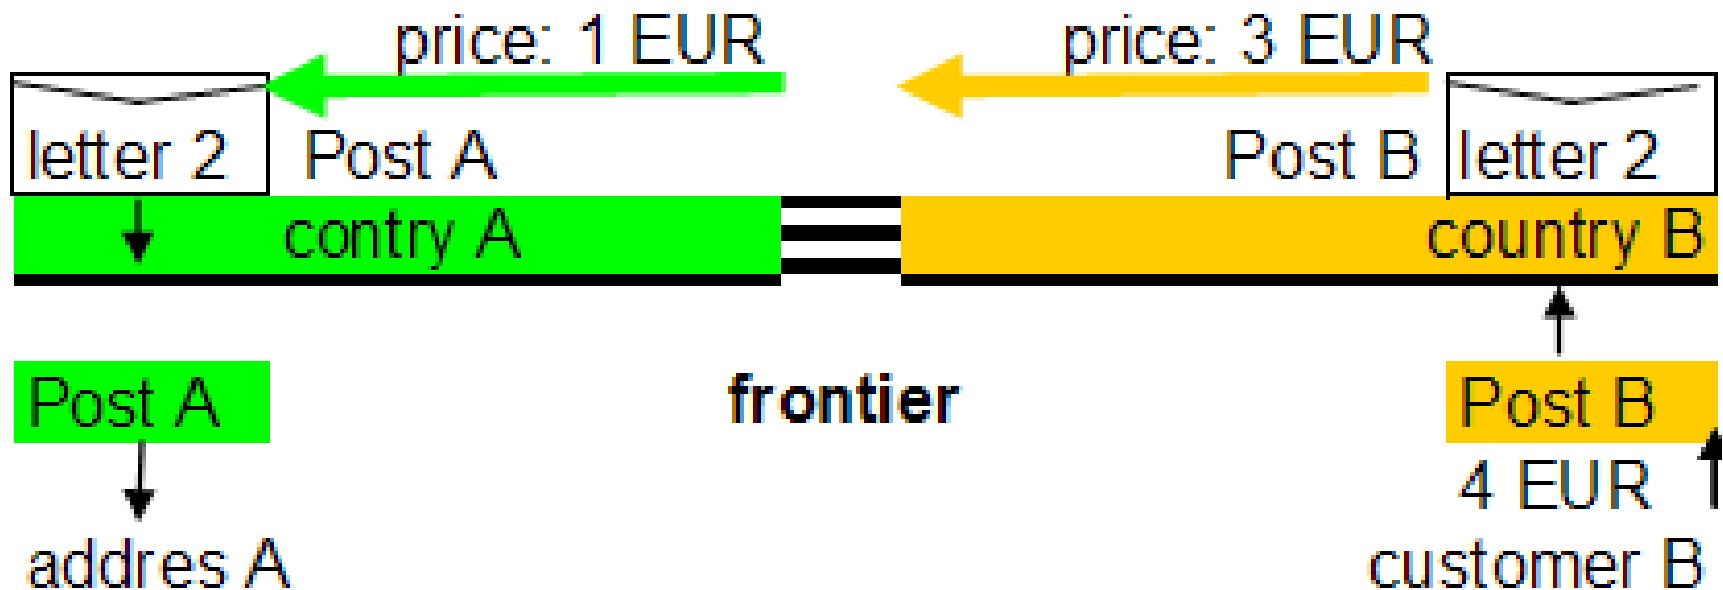 price: 1 EUR price: 3 EUR
letter 2 Post A Post B letter 2
contry A country B
Post A frontier Post B
4 EUR
addres A customer B